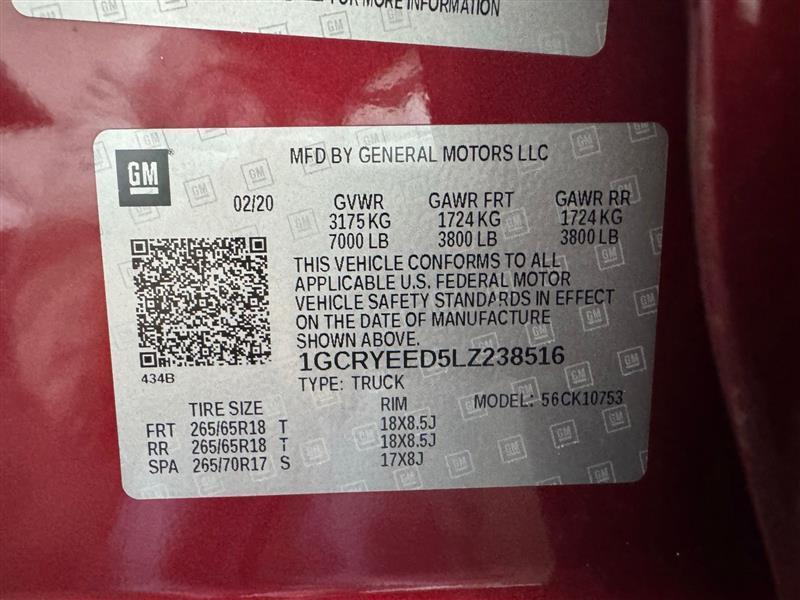 FOR MORE INFORMATION
GM
MFD BY GENERAL MOTORS LLC
02/20 GVWR GAWR FRT GAWR RR
3175 KG 1724 KG 1724 KG
7000 LB 3800 LB 3800 LB
THIS VEHICLE CONFORMS TO ALL
APPLICABLE U.S. FEDERAL MOTOR
VEHICLE SAFETY STANDARDS IN EFFECT
ON THE DATE OF MANUFACTURE
SHOWN ABOVE.
1GCRYEED5LZ238516
434B
TYPE: TRUCK
TIRE SIZE RIM MODEL: 56CK10753
FRT 265/65R18 T 18X8.5J
RR 265/65R18 T 18X8.5J
SPA 265/70R17 S 17X8J